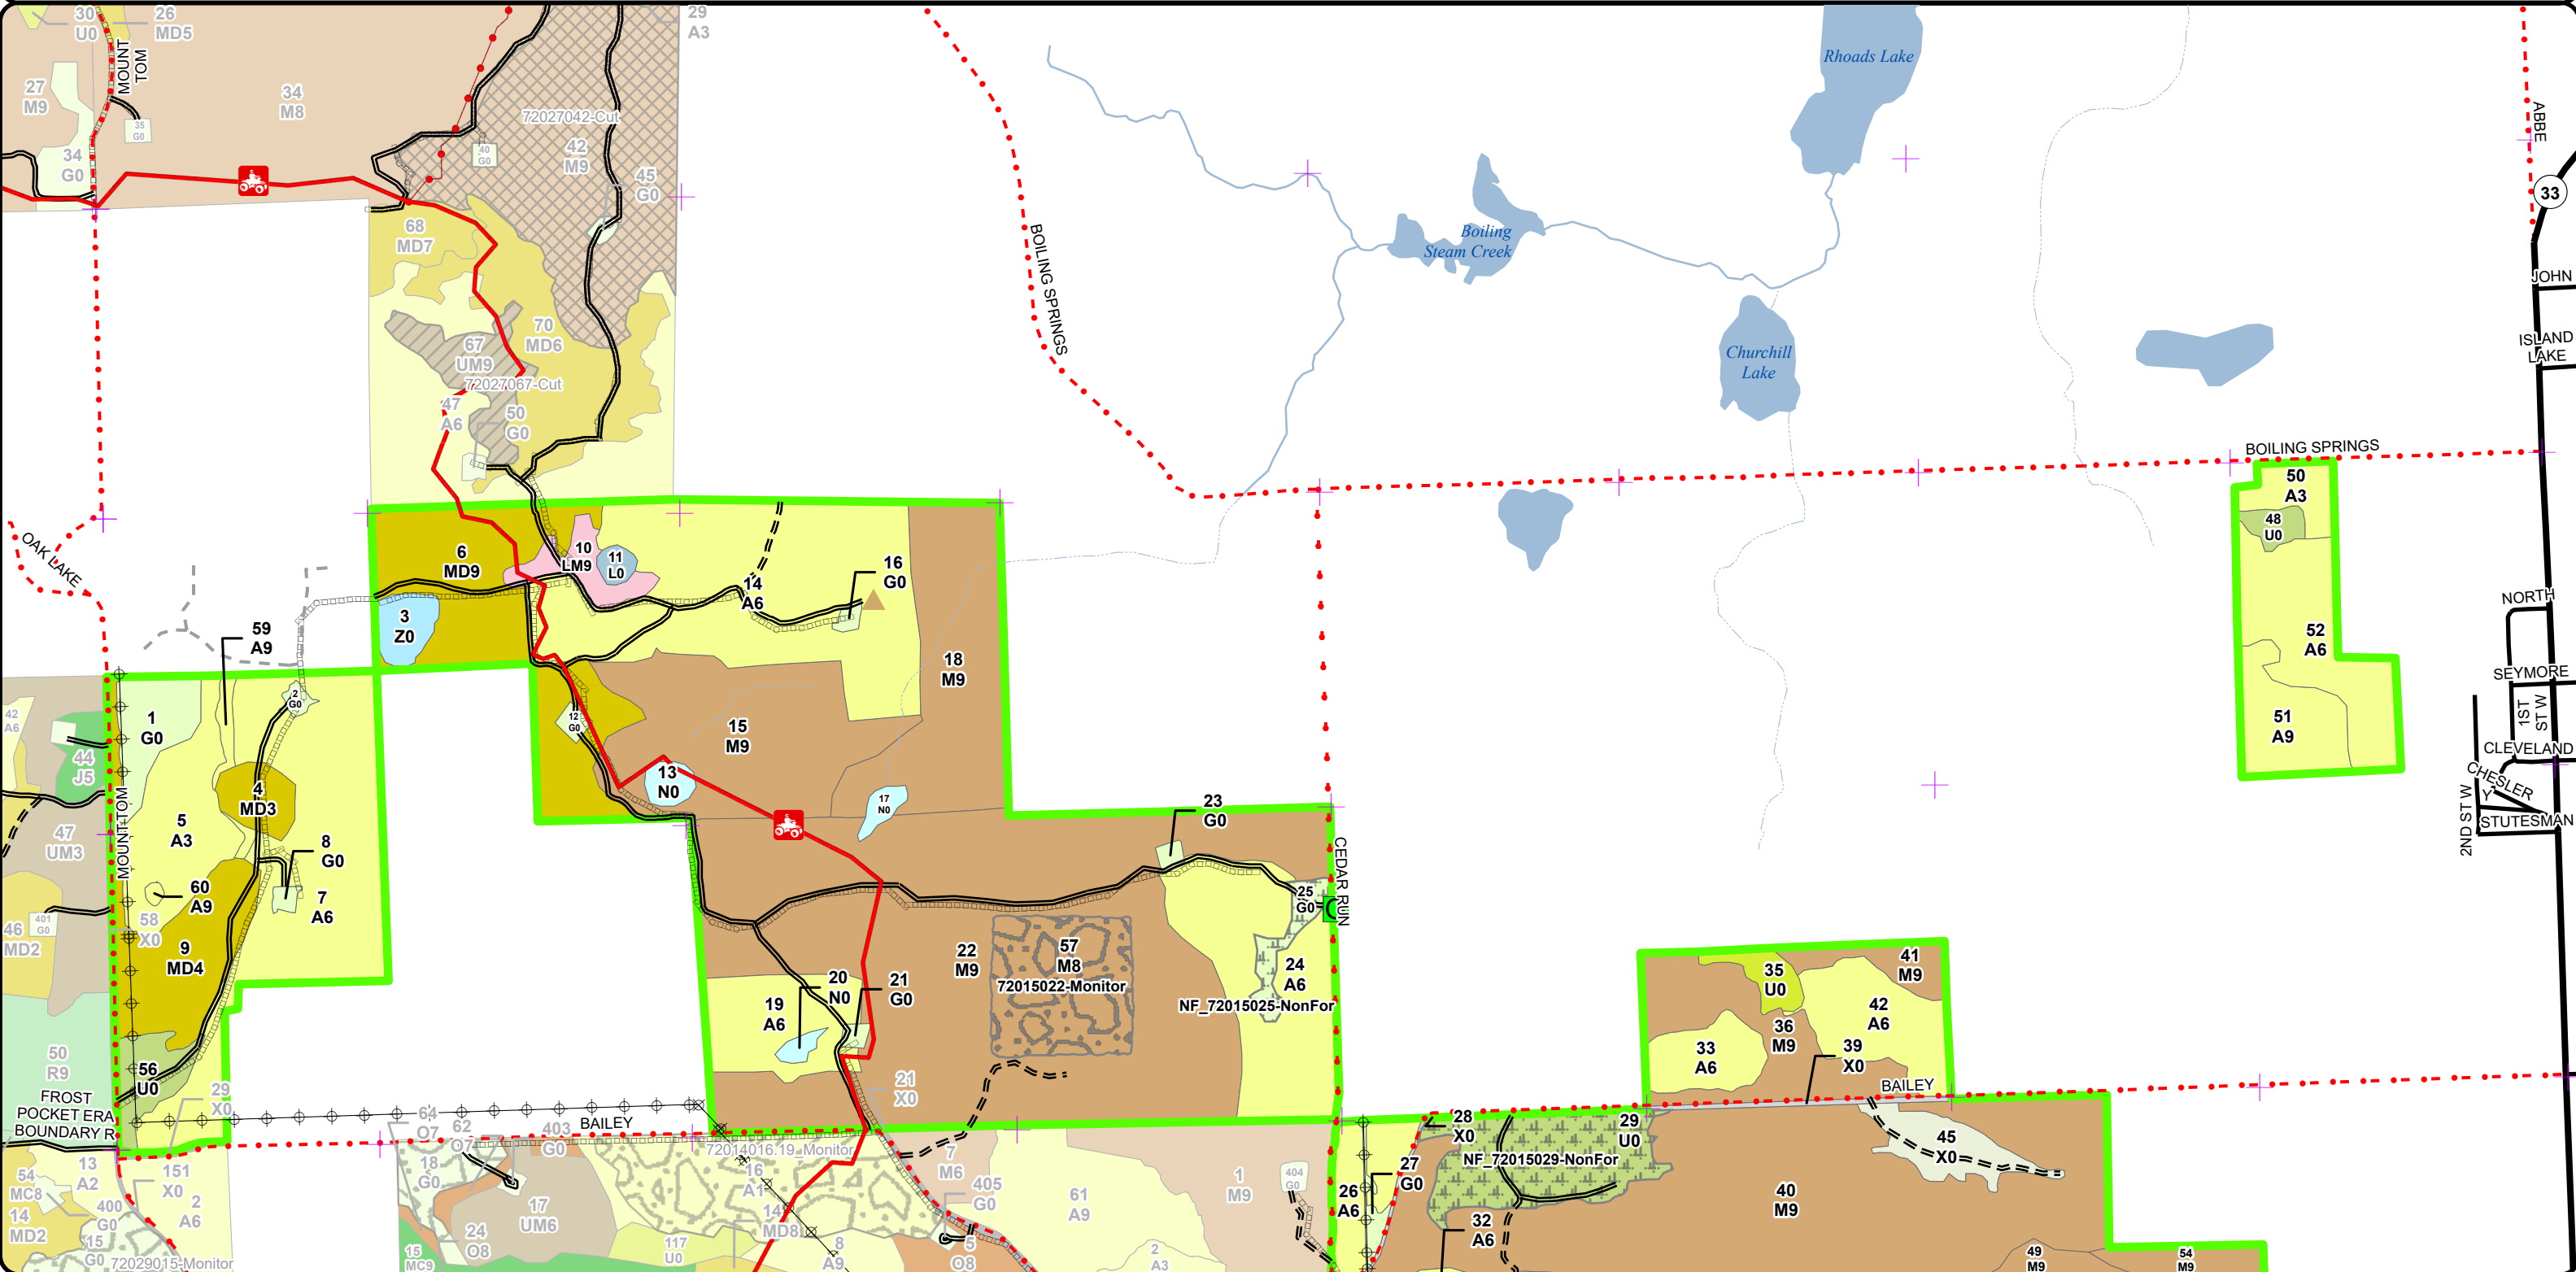 30
U0
26
MD5
MOUNT
TOM
27
M9
34
M8
35
G0
34
G0
29
A3
72027042-Cut
42
M9
40
G0
45
G0
68
MD7
70
MD6
67
UM9
72027067-Cut
47
A6
50
G0
BOILING SPRINGS
Rhoads Lake
Boiling
Steam Creek
Churchill
Lake
ABBE
33
JOHN
ISLAND
LAKE
BOILING SPRINGS
50
A3
48
U0
52
A6
51
A9
NORTH
SEYMORE
1ST
ST W
CLEVELAND
CHESLER
Y
STUTESMAN
2ND ST W
OAK LAKE
6
MD9
10
LM9
11
L0
14
A6
16
G0
3
Z0
59
A9
18
M9
2
G0
12
G0
15
M9
13
N0
17
N0
42
A6
44
J5
1
G0
4
MD3
MOUNT TOM
5
A3
8
G0
7
A6
47
UM3
60
A9
58
X0
401
G0
46
MD2
9
MD4
23
G0
CEDAR RUN
25
G0
22
M9
57
M8
72015022-Monitor
24
A6
NF_72015025-NonFor
19
A6
20
N0
21
G0
35
U0
41
M9
42
A6
36
M9
33
A6
39
X0
BAILEY
50
R9
56
U0
29
X0
FROST
POCKET ERA
BOUNDARY R
64
O7
62
O7
403
G0
BAILEY
21
X0
72014016.19_Monitor
28
X0
29
U0
NF_72015029-NonFor
45
X0
40
M9
54
MC8
13
A2
151
X0
2
A6
14
MD2
400
G0
15
G0
72029015-Monitor
18
G0
17
UM6
24
O8
15
MC9
16
A1
14
MD8
117
U0
8
A9
7
M6
405
G0
5
O8
61
A9
2
A3
1
M9
404
G0
26
A6
27
G0
32
A6
49
M9
54
M9